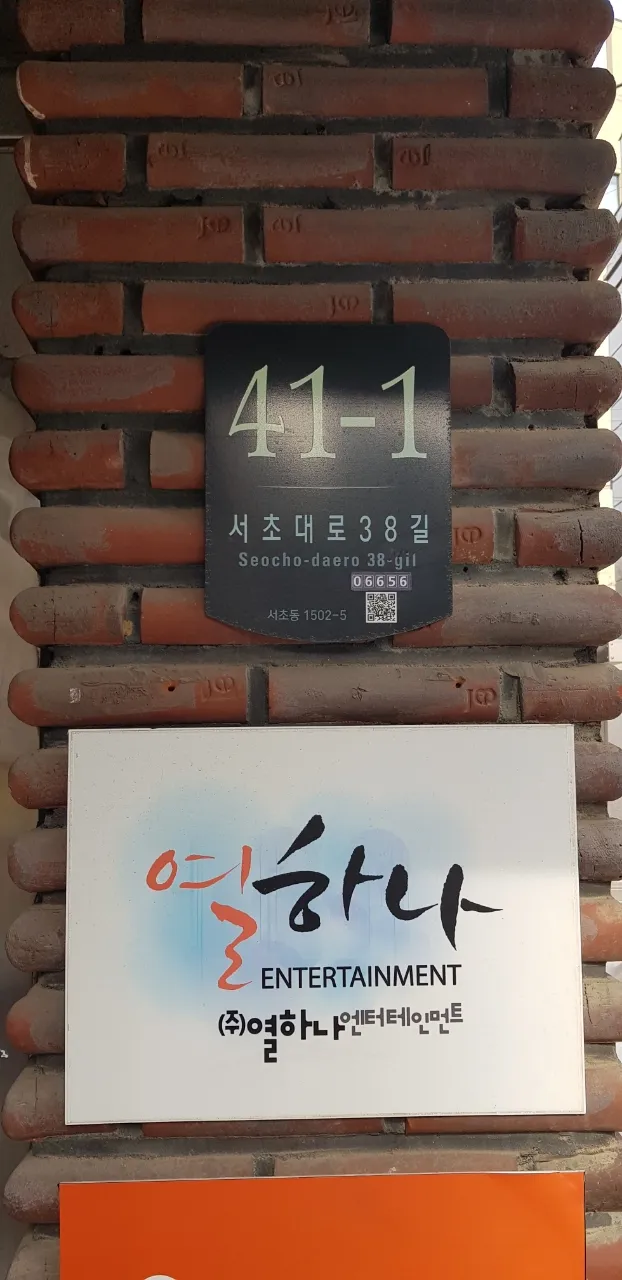 41-1
서초대로38길
Seocho-daero 38-gil
06656
서초동 1502-5
열하나
ENTERTAINMENT
(주)열하나엔터테인먼트